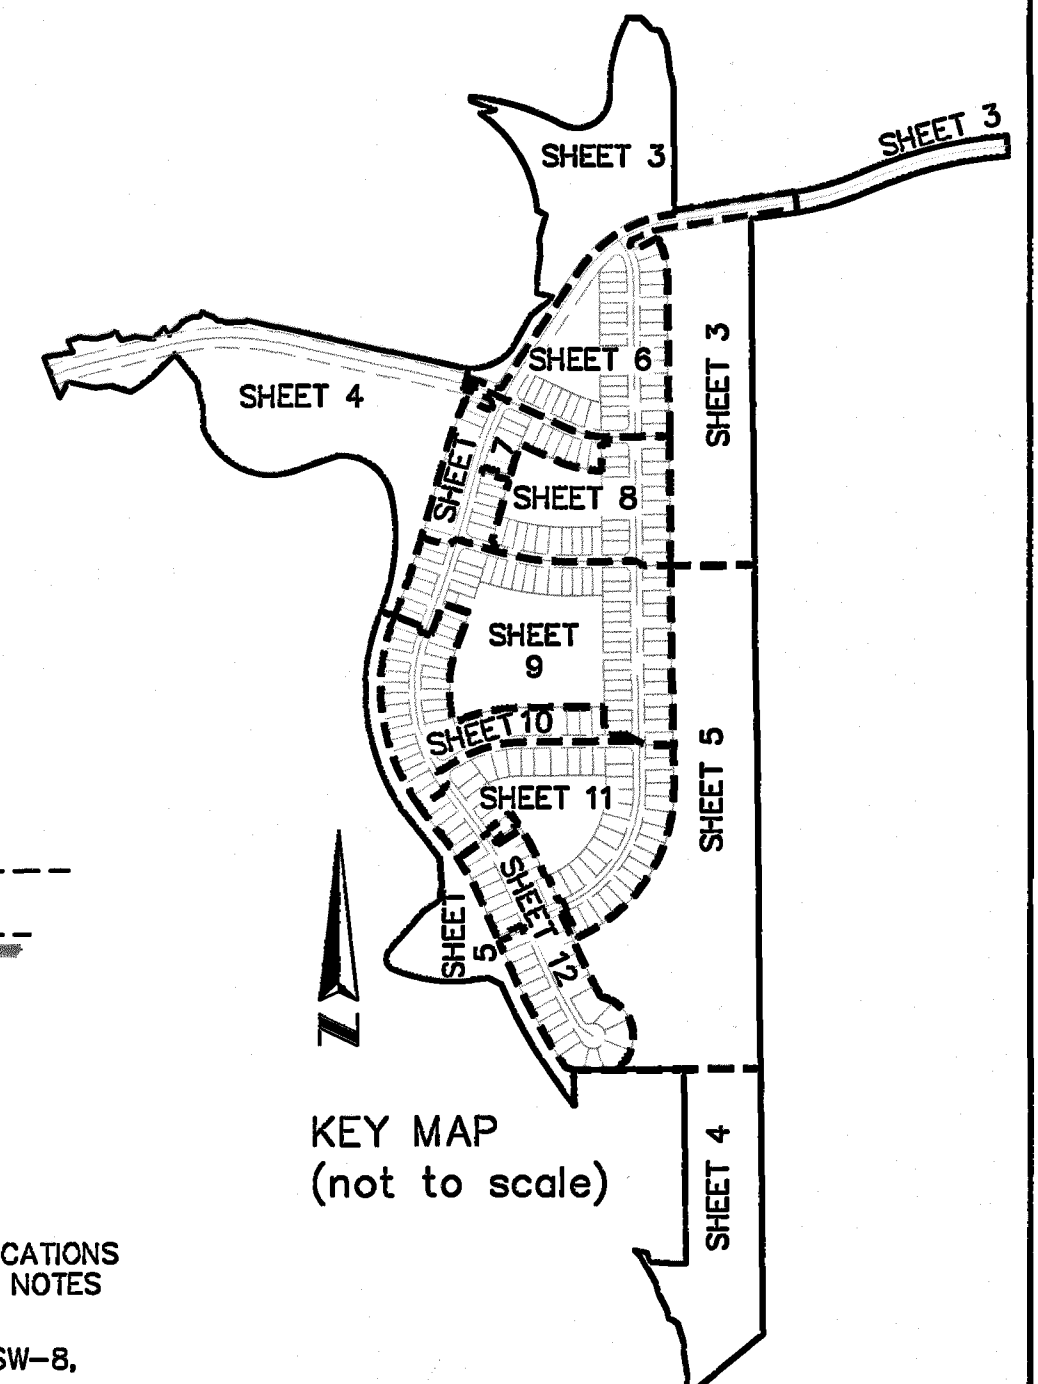 SHEET 3
SHEET 3
SHEET 3
SHEET 6
SHEET 4
SHEET 7
SHEET 8
SHEET
9
SHEET 10
SHEET 5
SHEET 11
SHEET 12
SHEET
5
N
KEY MAP
(not to scale)
SHEET 4
CATIONS
NOTES
SW-8,